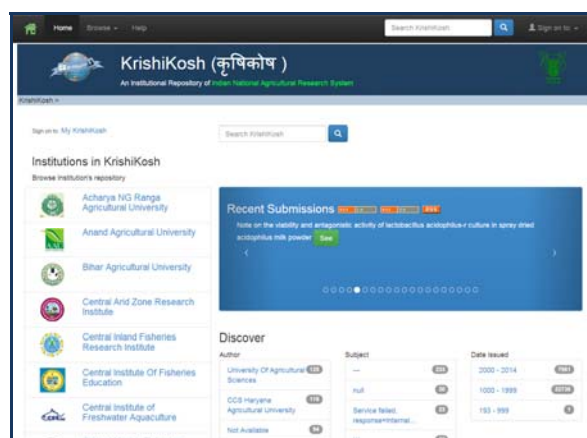 Home Browse Help Search KrishiKosh Sign on to:
KrishiKosh (कृषिकोष )
An Institutional Repository of Indian National Agricultural Research System
KrishiKosh
Sign on to: My KrishiKosh
Search KrishiKosh
Institutions in KrishiKosh
Browse Institution's repository
Acharya NG Ranga
Agricultural University
Anand Agricultural University
Bihar Agricultural University
Central Arid Zone Research
Institute
Central Inland Fisheries
Research Institute
Central Institute Of Fisheries
Education
Central Institute of
Freshwater Aquaculture
Recent Submissions
Note on the viability and antagonistic activity of lactobacillus acidophilus-r culture in spray dried
acidophilus milk powder See
Discover
Author
University Of Agricultural
Sciences
CCS Haryana
Agricultural University
Not Available
Subject
---
null
Service failed,
response=Internal...
Date Issued
2000 - 2014
1000 - 1999
193 - 999